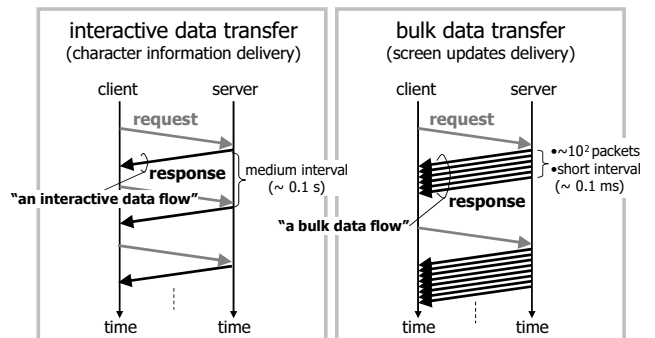 interactive data transfer
(character information delivery)
client
server
request
response
medium interval
(~ 0.1 s)
“an interactive data flow”
time
time
bulk data transfer
(screen updates delivery)
client
server
request
•~10² packets
•short interval
(~ 0.1 ms)
response
“a bulk data flow”
time
time